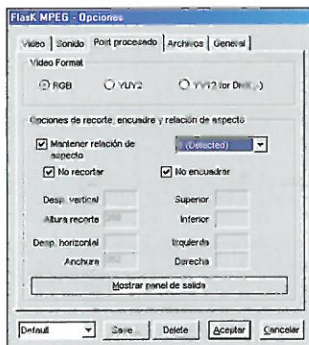 FlasK MPEG - Opciones
Video Sonido Post procesado Archivos General
Video Format
RGB YUY2
Opciones de recorte, encuadre y relación de aspecto
Mantener relación de aspecto
(Detected)
No recortar No encuadrar
Desp. vertical Superior
Altura recorte Inferior
Desp. horizontal Izquierda
Anchura Derecha
Mostrar panel de salida
Default Save... Delete Aceptar Cancelar